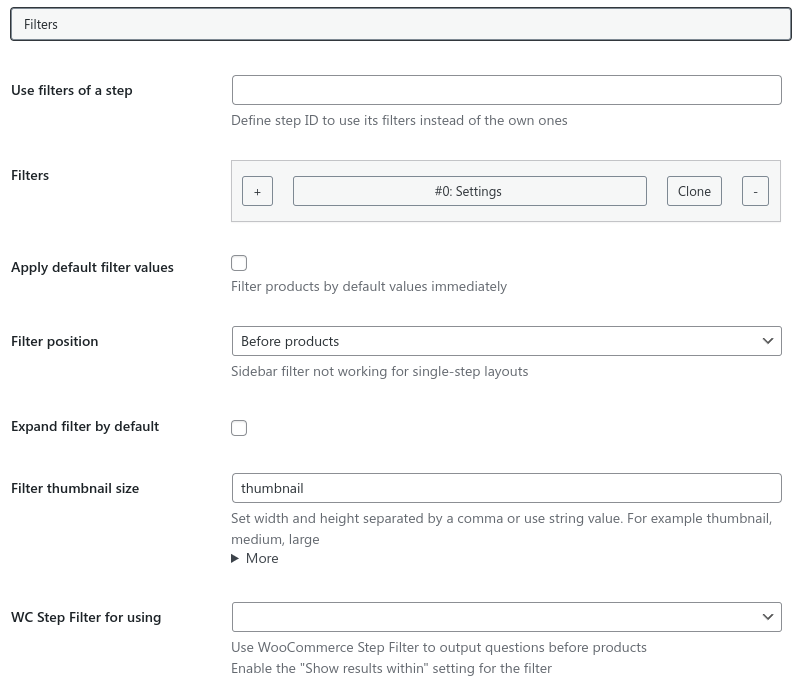 Filters
Use filters of a step
Define step ID to use its filters instead of the own ones
Filters
+ #0: Settings Clone -
Apply default filter values
Filter products by default values immediately
Filter position Before products
Sidebar filter not working for single-step layouts
Expand filter by default
Filter thumbnail size thumbnail
Set width and height separated by a comma or use string value. For example thumbnail,
medium, large
More
WC Step Filter for using
Use WooCommerce Step Filter to output questions before products
Enable the "Show results within" setting for the filter